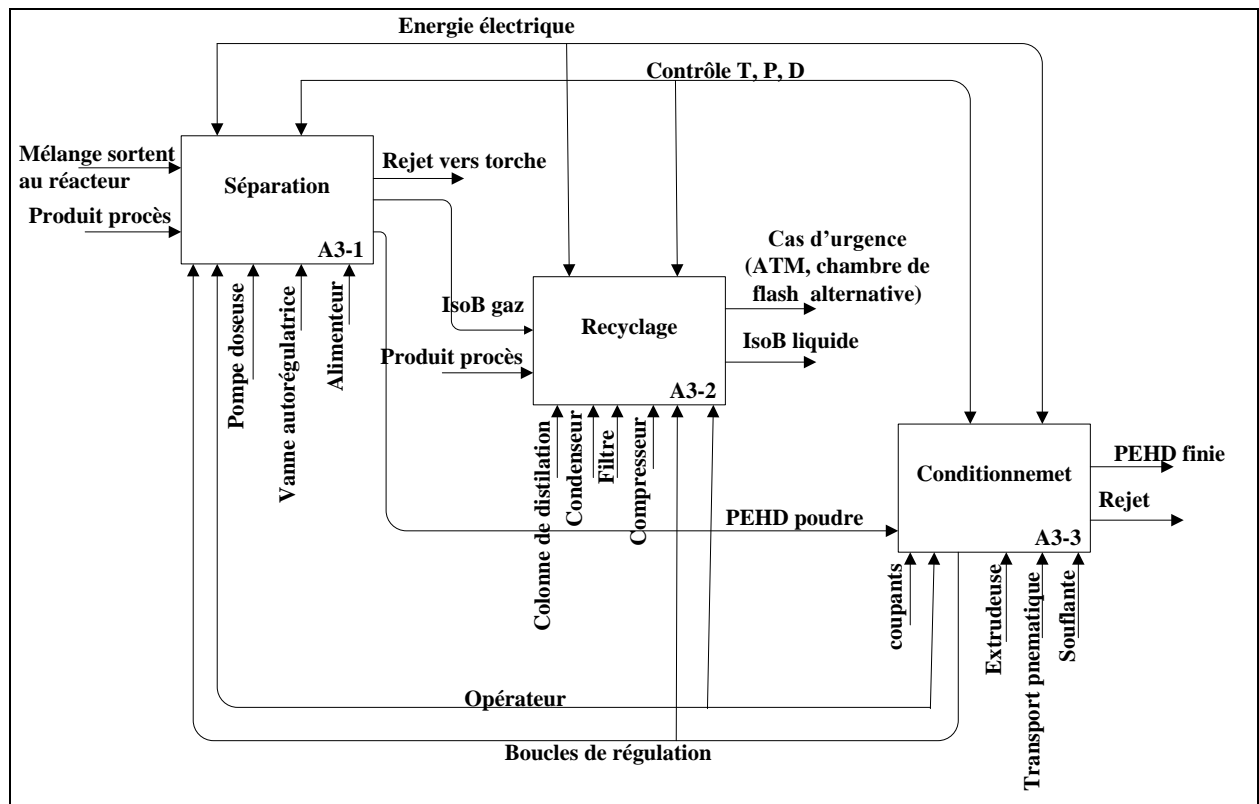 Energie électrique
Contrôle T, P, D
Mélange sortent
au réacteur
Produit procès
Séparation
A3-1
Rejet vers torche
Pompe doseuse
Vanne autorégulatrice
Alimenteur
IsoB gaz
Produit procès
Recyclage
A3-2
Cas d’urgence
(ATM, chambre de
flash alternative)
IsoB liquide
Colonne de distilation
Condenseur
Filtre
Compresseur
PEHD poudre
Conditionnemet
A3-3
PEHD finie
Rejet
coupants
Extrudeuse
Transport pnematique
Souflante
Opérateur
Boucles de régulation